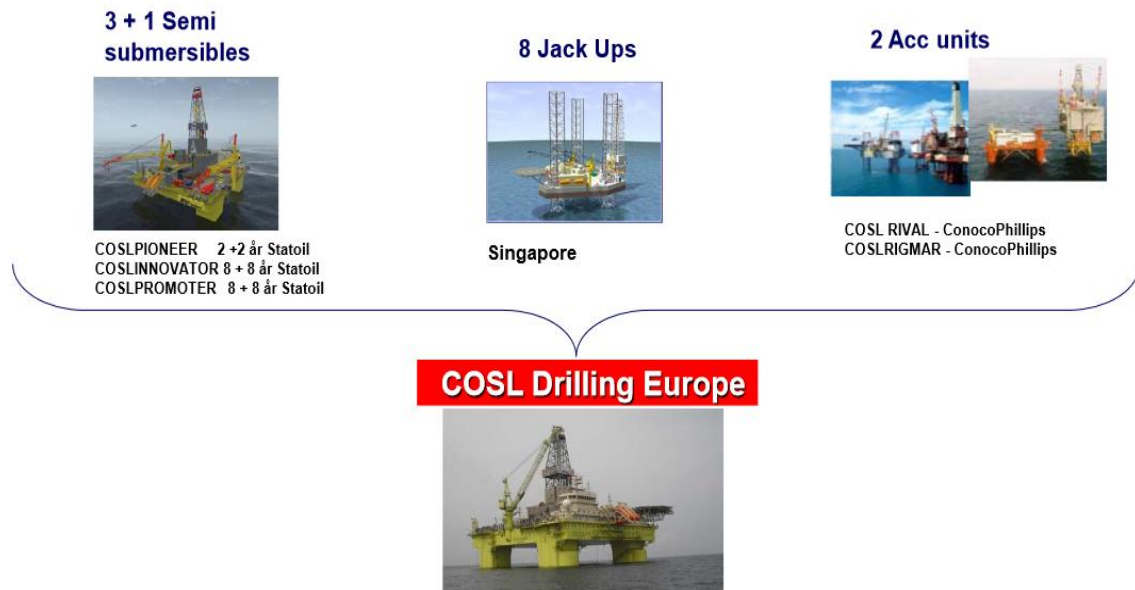 3 + 1 Semi
submersibles
8 Jack Ups
2 Acc units
COSLPIONEER 2 +2 år Statoil
COSLINNOVATOR 8 + 8 år Statoil
COSLPROMOTER 8 + 8 år Statoil
Singapore
COSL RIVAL - ConocoPhillips
COSLRIGMAR - ConocoPhillips
COSL Drilling Europe